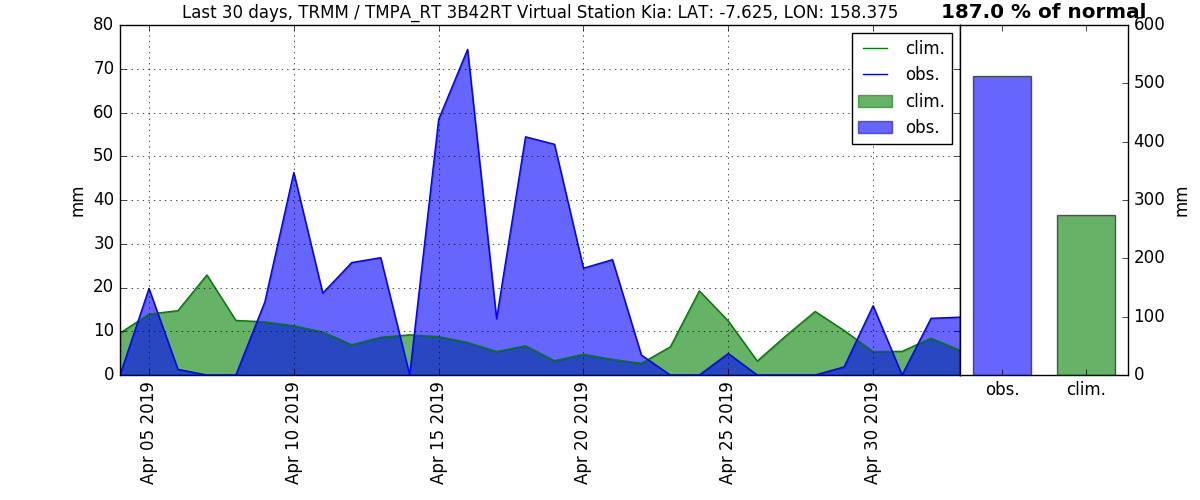 Last 30 days, TRMM / TMPA_RT 3B42RT Virtual Station Kia: LAT: -7.625, LON: 158.375
187.0 % of normal
80
70
60
50
40
30
20
10
0
mm
clim.
obs.
clim.
obs.
Apr 05 2019
Apr 10 2019
Apr 15 2019
Apr 20 2019
Apr 25 2019
Apr 30 2019
600
500
400
300
200
100
0
mm
obs.
clim.